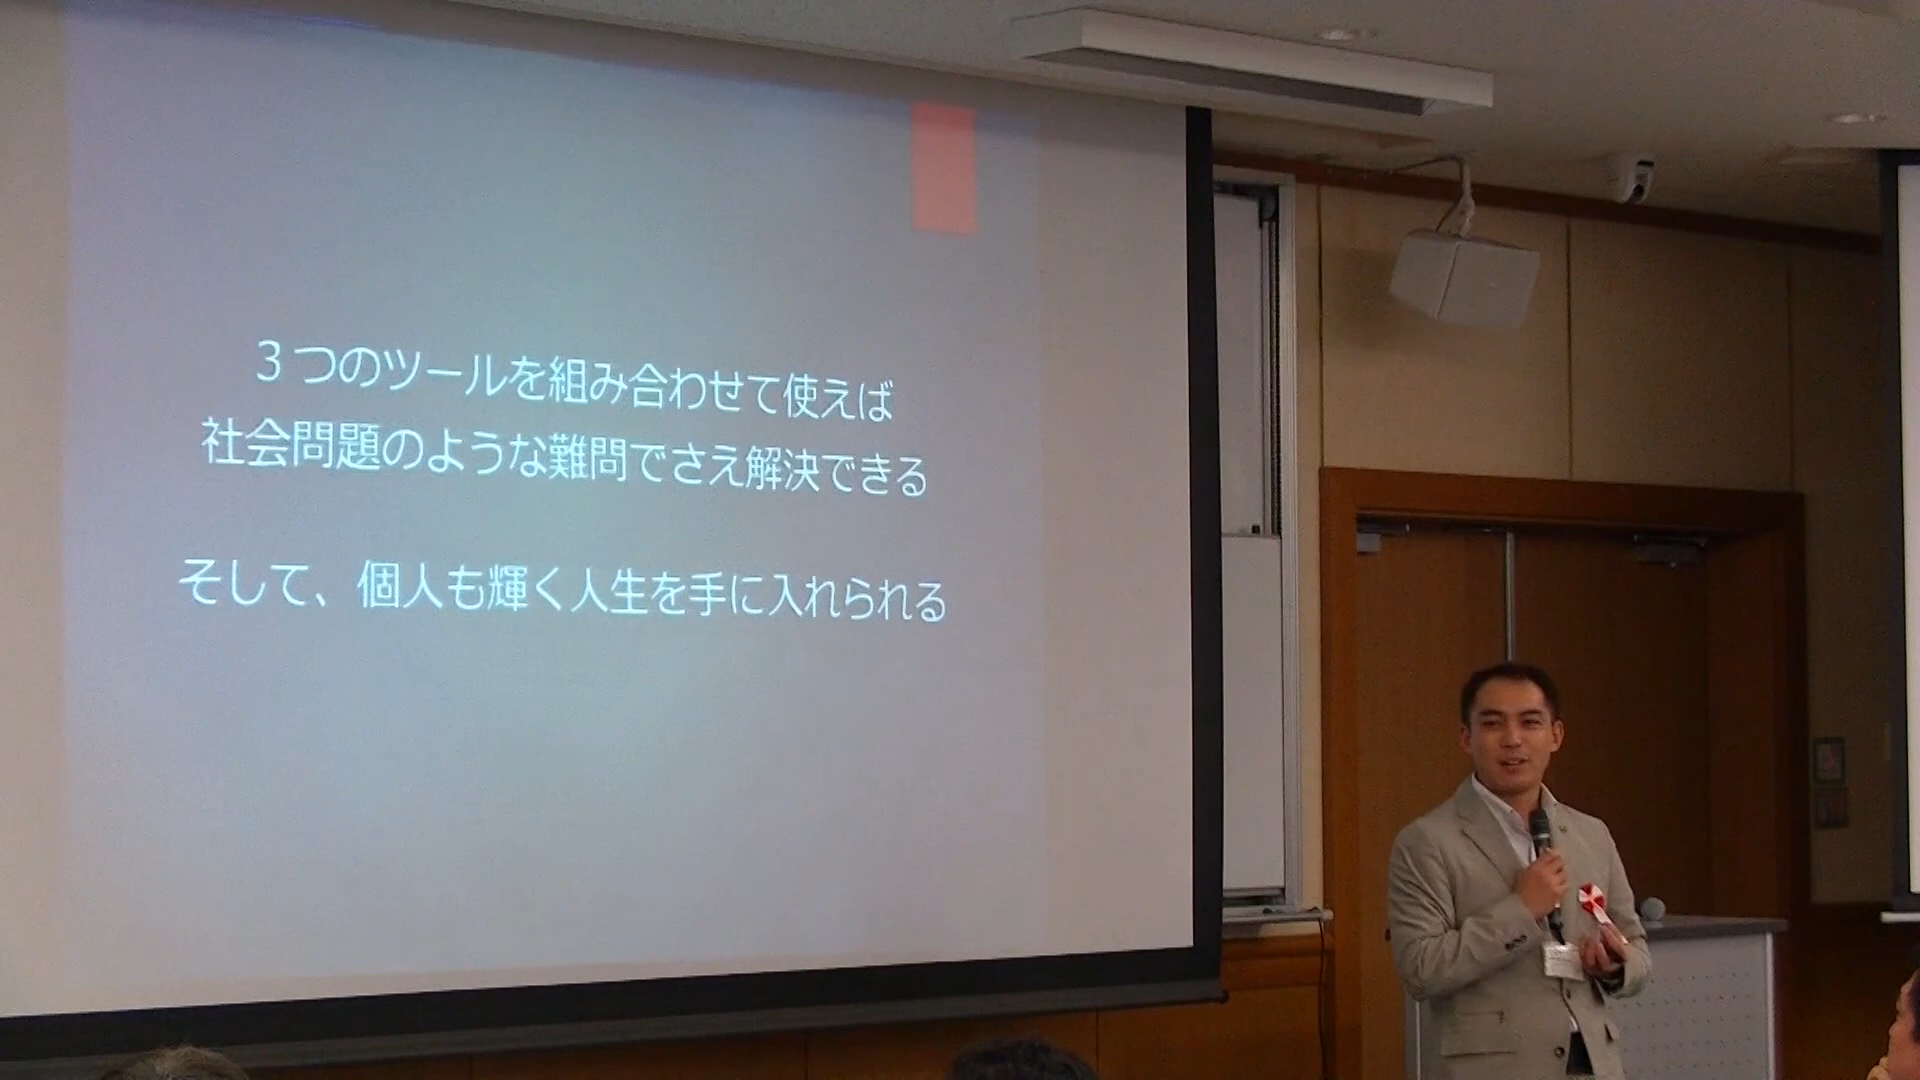 ３つのツールを組み合わせて使えば
社会問題のような難問でさえ解決できる
そして、個人も輝く人生を手に入れられる